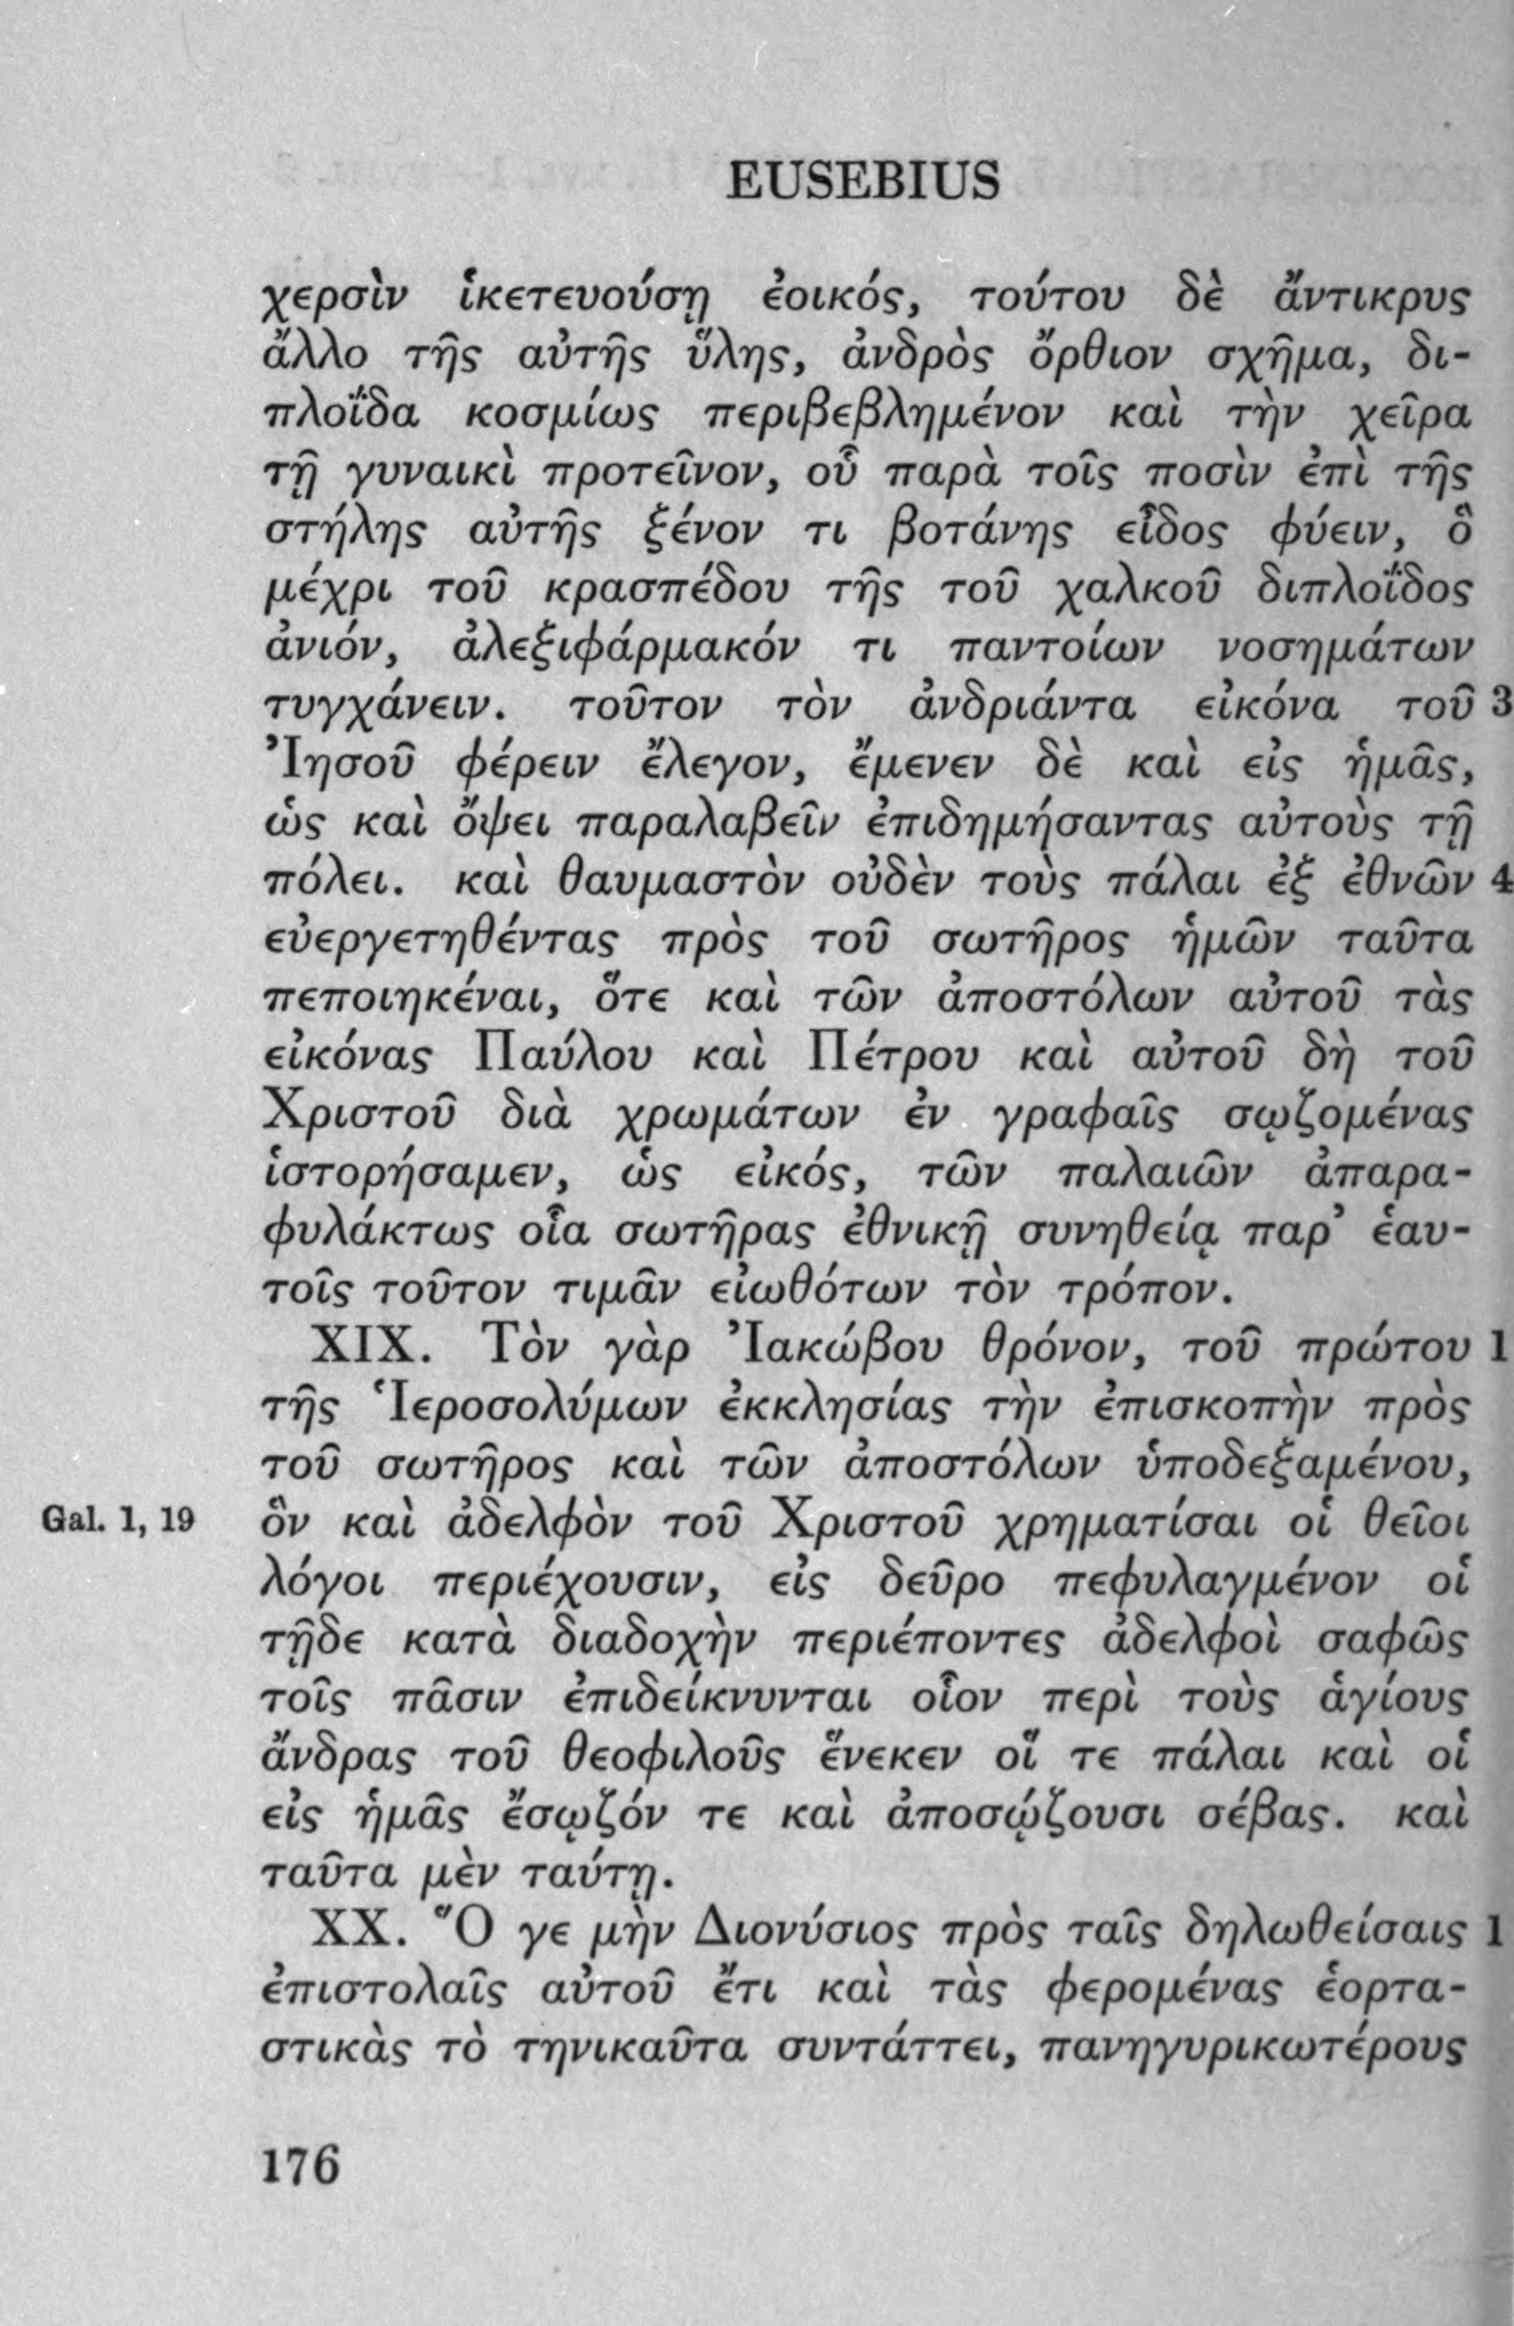 EUSEBIUS
χερσὶν ἱκετευούσῃ ἐοικός, τούτου δὲ ἄντικρυς
ἄλλο τῆς αὐτῆς ὕλης, ἀνδρὸς ὄρθιον σχῆμα, δι-
πλοΐδα κοσμίως περιβεβλημένον καὶ τὴν χεῖρα
τῇ γυναικὶ προτεῖνον, οὗ παρὰ τοῖς ποσὶν ἐπὶ τῆς
στήλης αὐτῆς ξένον τι βοτάνης εἶδος φύειν, ὃ
μέχρι τοῦ κρασπέδου τῆς τοῦ χαλκοῦ διπλοΐδος
ἀνιόν, ἀλεξιφάρμακόν τι παντοίων νοσημάτων
τυγχάνειν. τοῦτον τὸν ἀνδριάντα εἰκόνα τοῦ 3
Ἰησοῦ φέρειν ἔλεγον, ἔμενεν δὲ καὶ εἰς ἡμᾶς,
ὡς καὶ ὄψει παραλαβεῖν ἐπιδημήσαντας αὐτοὺς τῇ
πόλει. καὶ θαυμαστὸν οὐδὲν τοὺς πάλαι ἐξ ἐθνῶν 4
εὐεργετηθέντας πρὸς τοῦ σωτῆρος ἡμῶν ταῦτα
πεποιηκέναι, ὅτε καὶ τῶν ἀποστόλων αὐτοῦ τὰς
εἰκόνας Παύλου καὶ Πέτρου καὶ αὐτοῦ δὴ τοῦ
Χριστοῦ διὰ χρωμάτων ἐν γραφαῖς σῳζομένας
ἱστορήσαμεν, ὡς εἰκός, τῶν παλαιῶν ἀπαρα-
φυλάκτως οἷα σωτῆρας ἐθνικῇ συνηθείᾳ παρ’ ἑαυ-
τοῖς τοῦτον τιμᾶν εἰωθότων τὸν τρόπον.
XIX. Τὸν γὰρ Ἰακώβου θρόνον, τοῦ πρώτου 1
τῆς Ἱεροσολύμων ἐκκλησίας τὴν ἐπισκοπὴν πρὸς
τοῦ σωτῆρος καὶ τῶν ἀποστόλων ὑποδεξαμένου,
Gal. 1, 19 ὃν καὶ ἀδελφὸν τοῦ Χριστοῦ χρηματίσαι οἱ θεῖοι
λόγοι περιέχουσιν, εἰς δεῦρο πεφυλαγμένον οἱ
τῇδε κατὰ διαδοχὴν περιέποντες ἀδελφοὶ σαφῶς
τοῖς πᾶσιν ἐπιδείκνυνται οἷον περὶ τοὺς ἁγίους
ἄνδρας τοῦ θεοφιλοῦς ἕνεκεν οἵ τε πάλαι καὶ οἱ
εἰς ἡμᾶς ἔσῳζόν τε καὶ ἀποσῴζουσι σέβας. καὶ
ταῦτα μὲν ταύτῃ.
XX. Ὅ γε μὴν Διονύσιος πρὸς ταῖς δηλωθείσαις 1
ἐπιστολαῖς αὐτοῦ ἔτι καὶ τὰς φερομένας ἑορτα-
στικὰς τὸ τηνικαῦτα συντάττει, πανηγυρικωτέρους
176